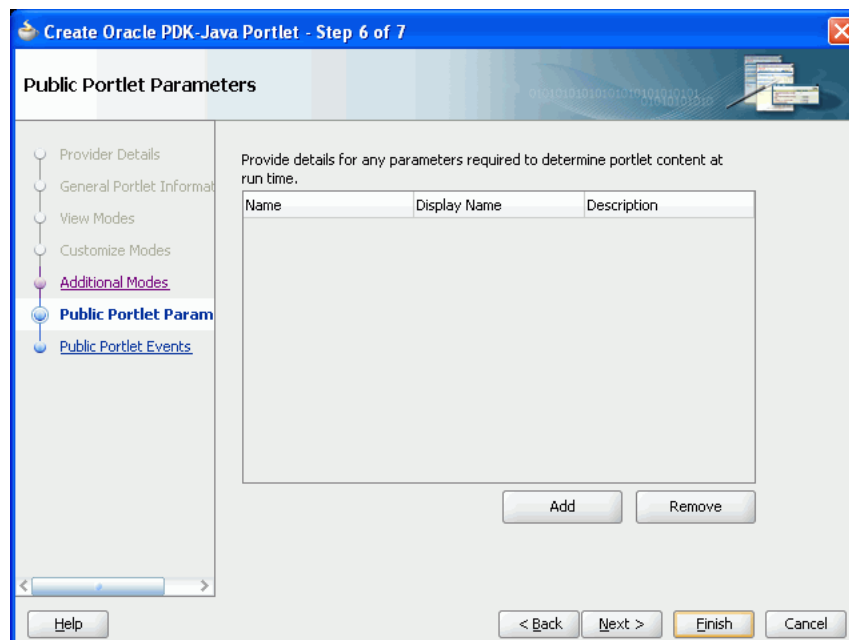 Create Oracle PDK-Java Portlet - Step 6 of 7
Public Portlet Parameters
Provider Details
General Portlet Informat
View Modes
Customize Modes
Additional Modes
Public Portlet Param
Public Portlet Events
Provide details for any parameters required to determine portlet content at
run time.
Name Display Name Description
Add Remove
Help < Back Next > Finish Cancel